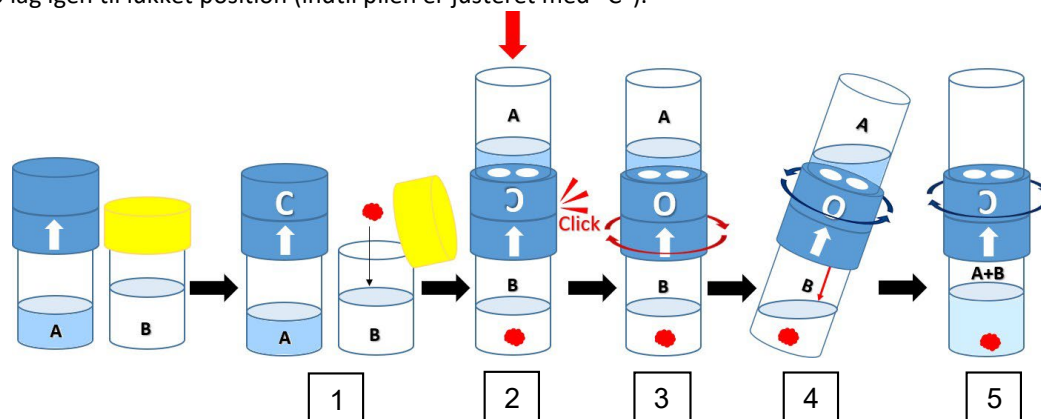 låg igen til lukket position (indtil pilen er justeret med "C").
A
A
A
C
Ɔ
O
O
Ɔ
Click
B
B
B
A+B
A
B
A
B
1
2
3
4
5